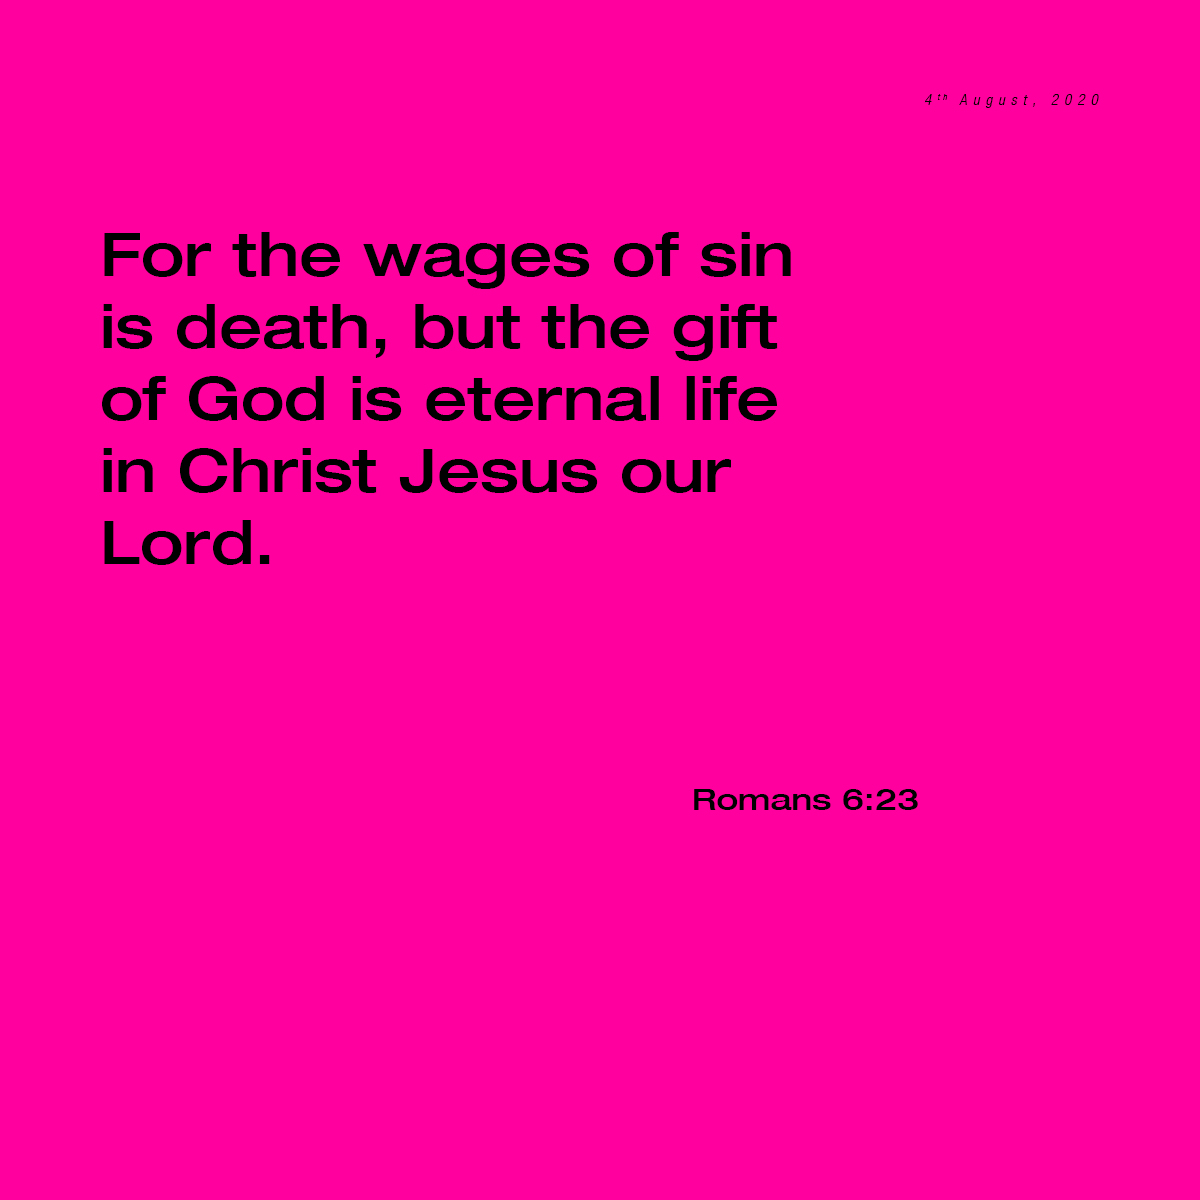 4th August, 2020
For the wages of sin
is death, but the gift
of God is eternal life
in Christ Jesus our
Lord.
Romans 6:23